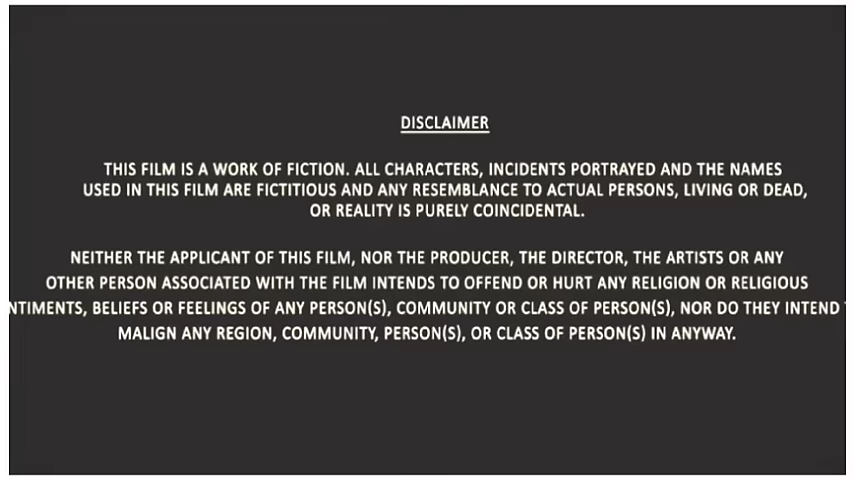 DISCLAIMER
THIS FILM IS A WORK OF FICTION. ALL CHARACTERS, INCIDENTS PORTRAYED AND THE NAMES
USED IN THIS FILM ARE FICTITIOUS AND ANY RESEMBLANCE TO ACTUAL PERSONS, LIVING OR DEAD,
OR REALITY IS PURELY COINCIDENTAL.
NEITHER THE APPLICANT OF THIS FILM, NOR THE PRODUCER, THE DIRECTOR, THE ARTISTS OR ANY
OTHER PERSON ASSOCIATED WITH THE FILM INTENDS TO OFFEND OR HURT ANY RELIGION OR RELIGIOUS
NTIMENTS, BELIEFS OR FEELINGS OF ANY PERSON(S), COMMUNITY OR CLASS OF PERSON(S), NOR DO THEY INTEND
MALIGN ANY REGION, COMMUNITY, PERSON(S), OR CLASS OF PERSON(S) IN ANYWAY.